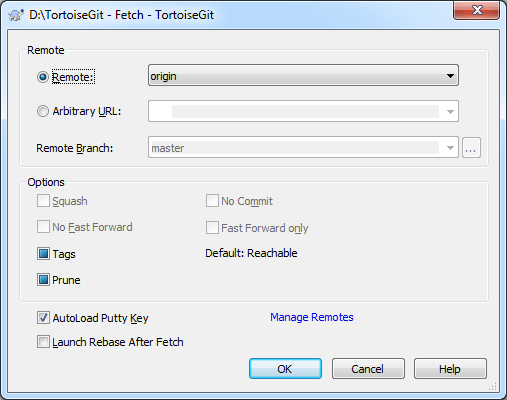 D:\TortoiseGit - Fetch - TortoiseGit
Remote
Remote:
origin
Arbitrary URL:
Remote Branch:
master
...
Options
Squash
No Commit
No Fast Forward
Fast Forward only
Tags
Default: Reachable
Prune
AutoLoad Putty Key
Manage Remotes
Launch Rebase After Fetch
OK
Cancel
Help